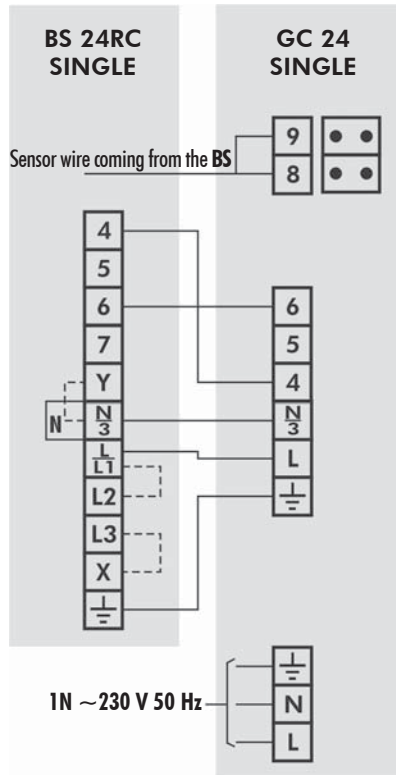 BS 24RC
SINGLE
GC 24
SINGLE
9
8
Sensor wire coming from the BS
4
5
6
7
Y
N
N
3
L
L1
L2
L3
X
6
5
4
N
3
L
1N ~230 V 50 Hz
N
L